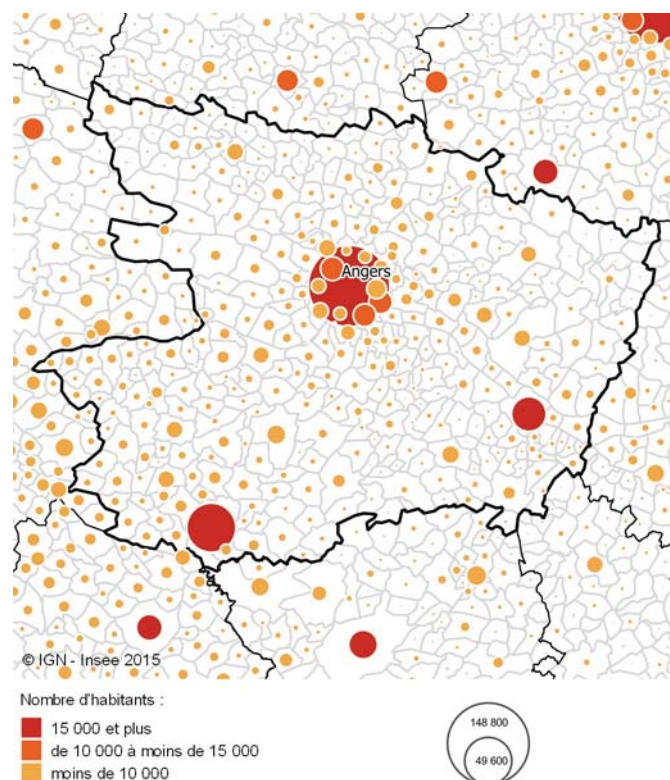 Angers
© IGN - Insee 2015
Nombre d'habitants :
15 000 et plus
de 10 000 à moins de 15 000
moins de 10 000
148 800
49 600